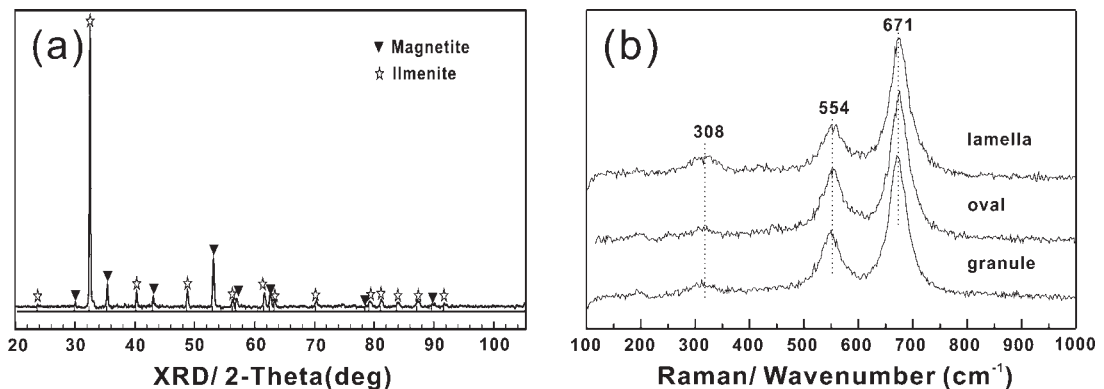 (a)
Magnetite
Ilmenite
20 30 40 50 60 70 80 90 100
XRD/ 2-Theta(deg)
(b)
671
554
308
lamella
oval
granule
100 200 300 400 500 600 700 800 900 1000
Raman/ Wavenumber (cm-1)